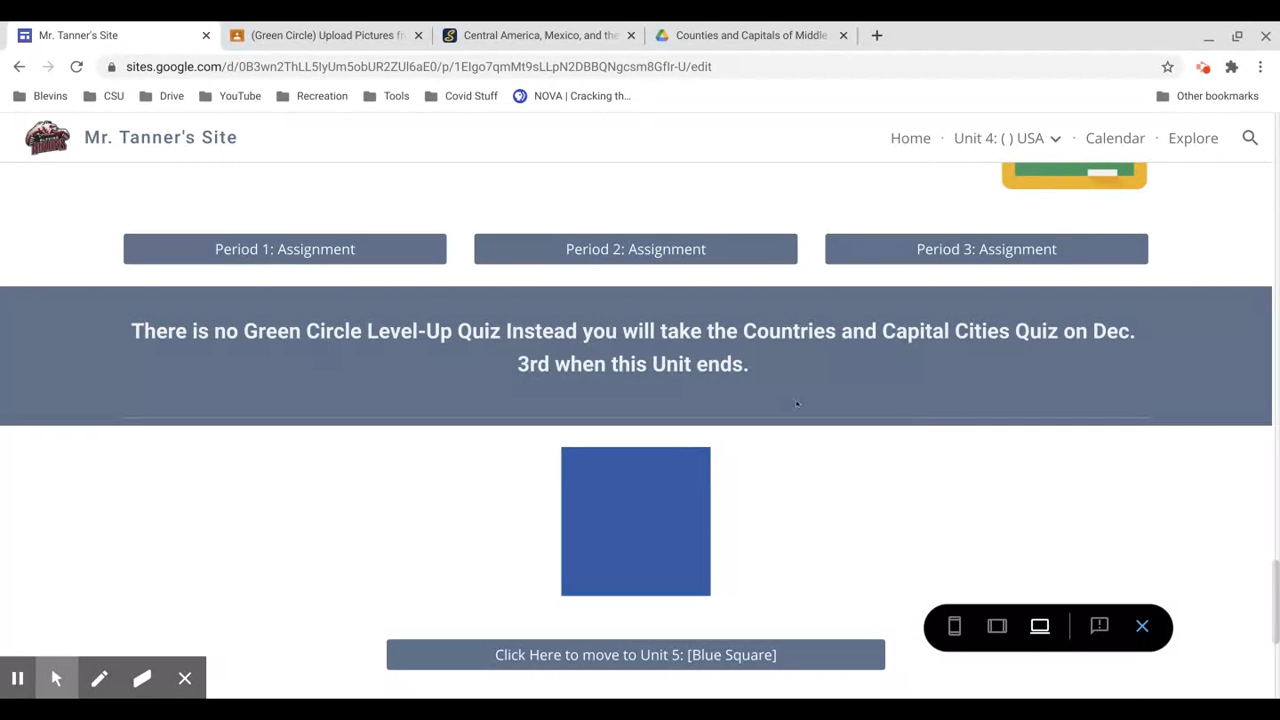 Mr. Tanner's Site
(Green Circle) Upload Pictures
Central America, Mexico, and the
Counties and Capitals of Middle
sites.google.com/d/0B3wn2ThLL5IyUm5obUR2ZUl6aE0/p/1EIgo7qmMt9sLLpN2DBBQNgcsm8GfIr-U/edit
Blevins CSU Drive YouTube Recreation Tools Covid Stuff NOVA | Cracking th... Other bookmarks
Mr. Tanner's Site
Home · Unit 4: ( ) USA · Calendar · Explore
Period 1: Assignment
Period 2: Assignment
Period 3: Assignment
There is no Green Circle Level-Up Quiz Instead you will take the Countries and Capital Cities Quiz on Dec.
3rd when this Unit ends.
Click Here to move to Unit 5: [Blue Square]